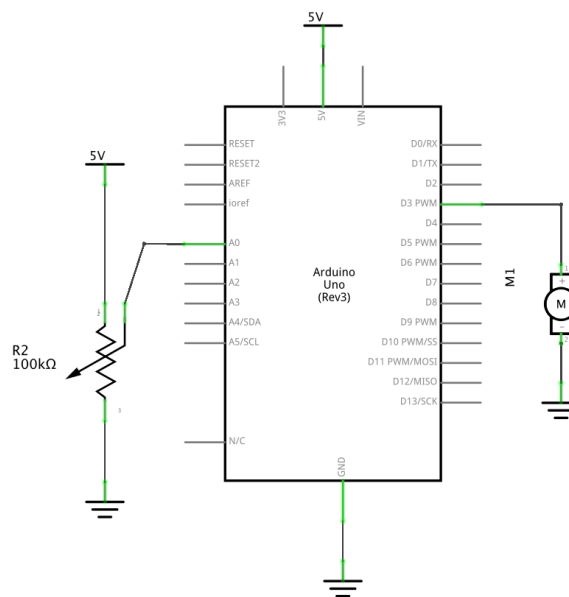 5V
3V3
5V
VIN
RESET
RESET2
AREF
ioref
A0
A1
A2
A3
A4/SDA
A5/SCL
N/C
D0/RX
D1/TX
D2
D3 PWM
D4
D5 PWM
D6 PWM
D7
D8
D9 PWM
D10 PWM/SS
D11 PWM/MOSI
D12/MISO
D13/SCK
Arduino
Uno
(Rev3)
GND
5V
R2
100kΩ
M1
1
+
M
-
2